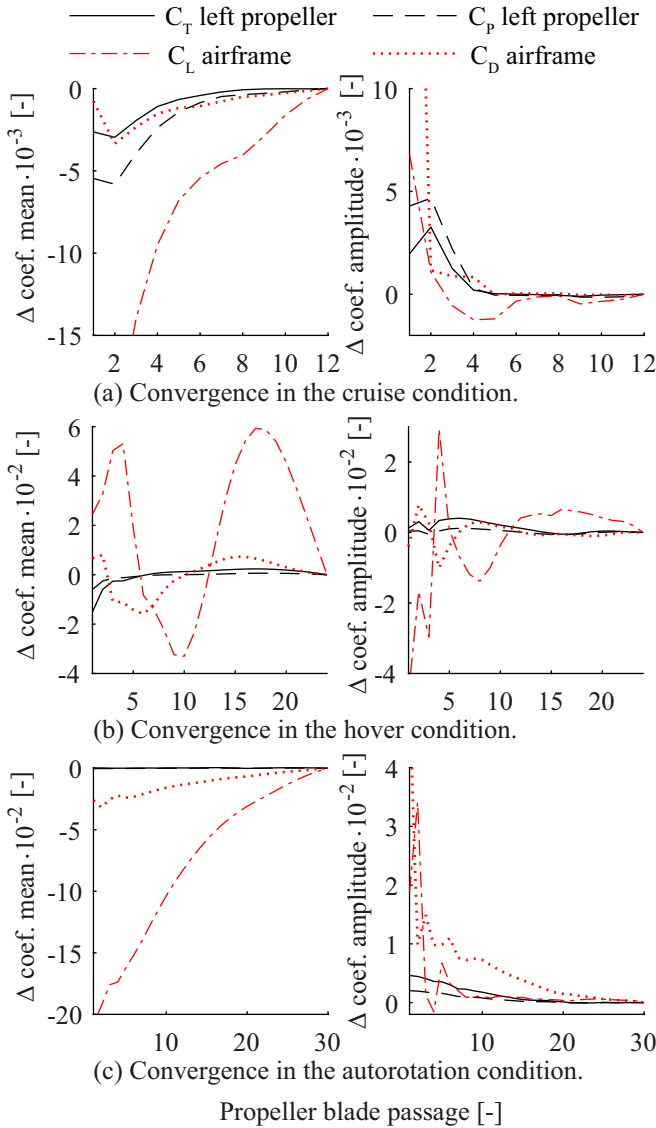 C_T left propeller
C_P left propeller
C_L airframe
C_D airframe
Δ coef. mean·10^-3 [-]
0
-5
-10
-15
2 4 6 8 10 12
Δ coef. amplitude·10^-3 [-]
10
5
0
2 4 6 8 10 12
(a) Convergence in the cruise condition.
Δ coef. mean·10^-2 [-]
6
4
2
0
-2
-4
5 10 15 20
Δ coef. amplitude·10^-2 [-]
2
0
-2
-4
5 10 15 20
(b) Convergence in the hover condition.
Δ coef. mean·10^-2 [-]
0
-5
-10
-15
-20
10 20 30
Δ coef. amplitude·10^-2 [-]
4
3
2
1
0
10 20 30
(c) Convergence in the autorotation condition.
Propeller blade passage [-]